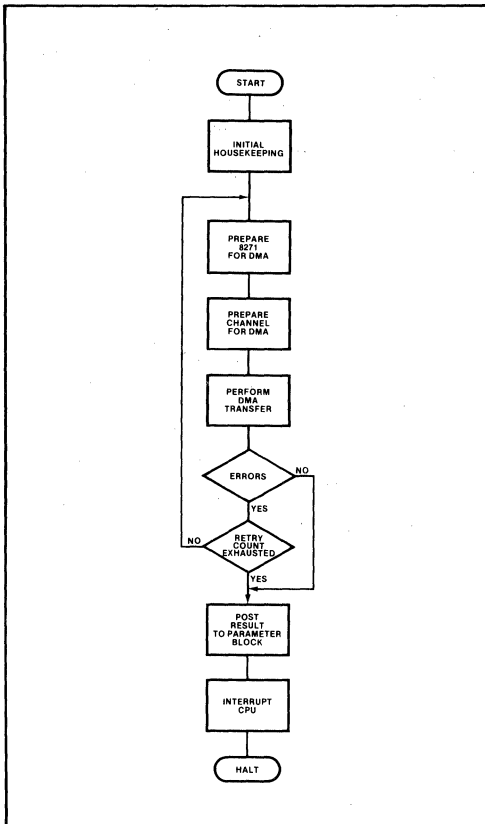 START
INITIAL
HOUSEKEEPING
PREPARE
8271
FOR DMA
PREPARE
CHANNEL
FOR DMA
PERFORM
DMA
TRANSFER
ERRORS
NO
YES
NO
RETRY
COUNT
EXHAUSTED
YES
POST
RESULT
TO PARAMETER
BLOCK
INTERRUPT
CPU
HALT